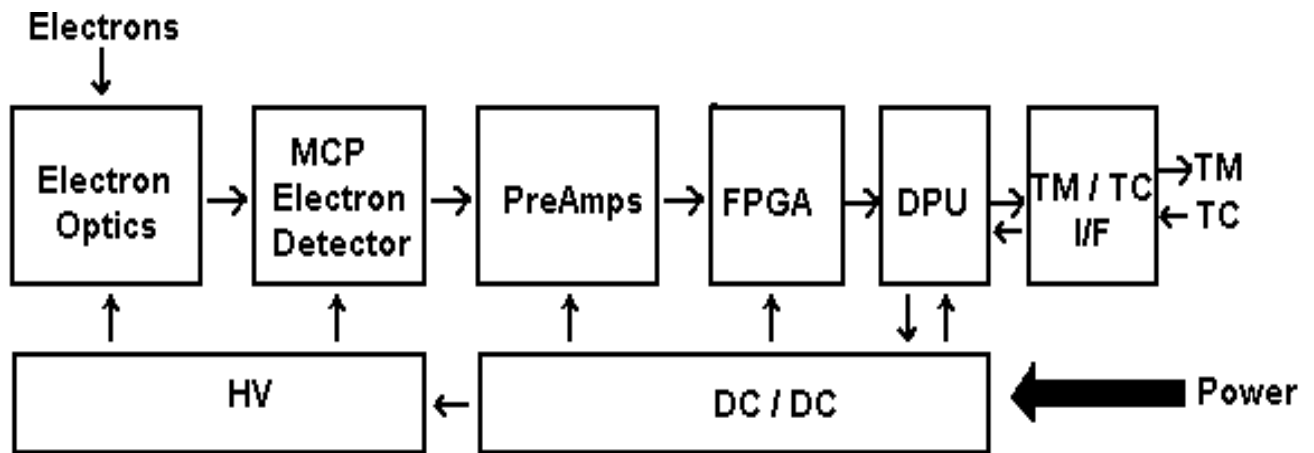 Electrons
Electron
Optics
MCP
Electron
Detector
PreAmps
FPGA
DPU
TM / TC
I/F
TM
TC
HV
DC / DC
Power